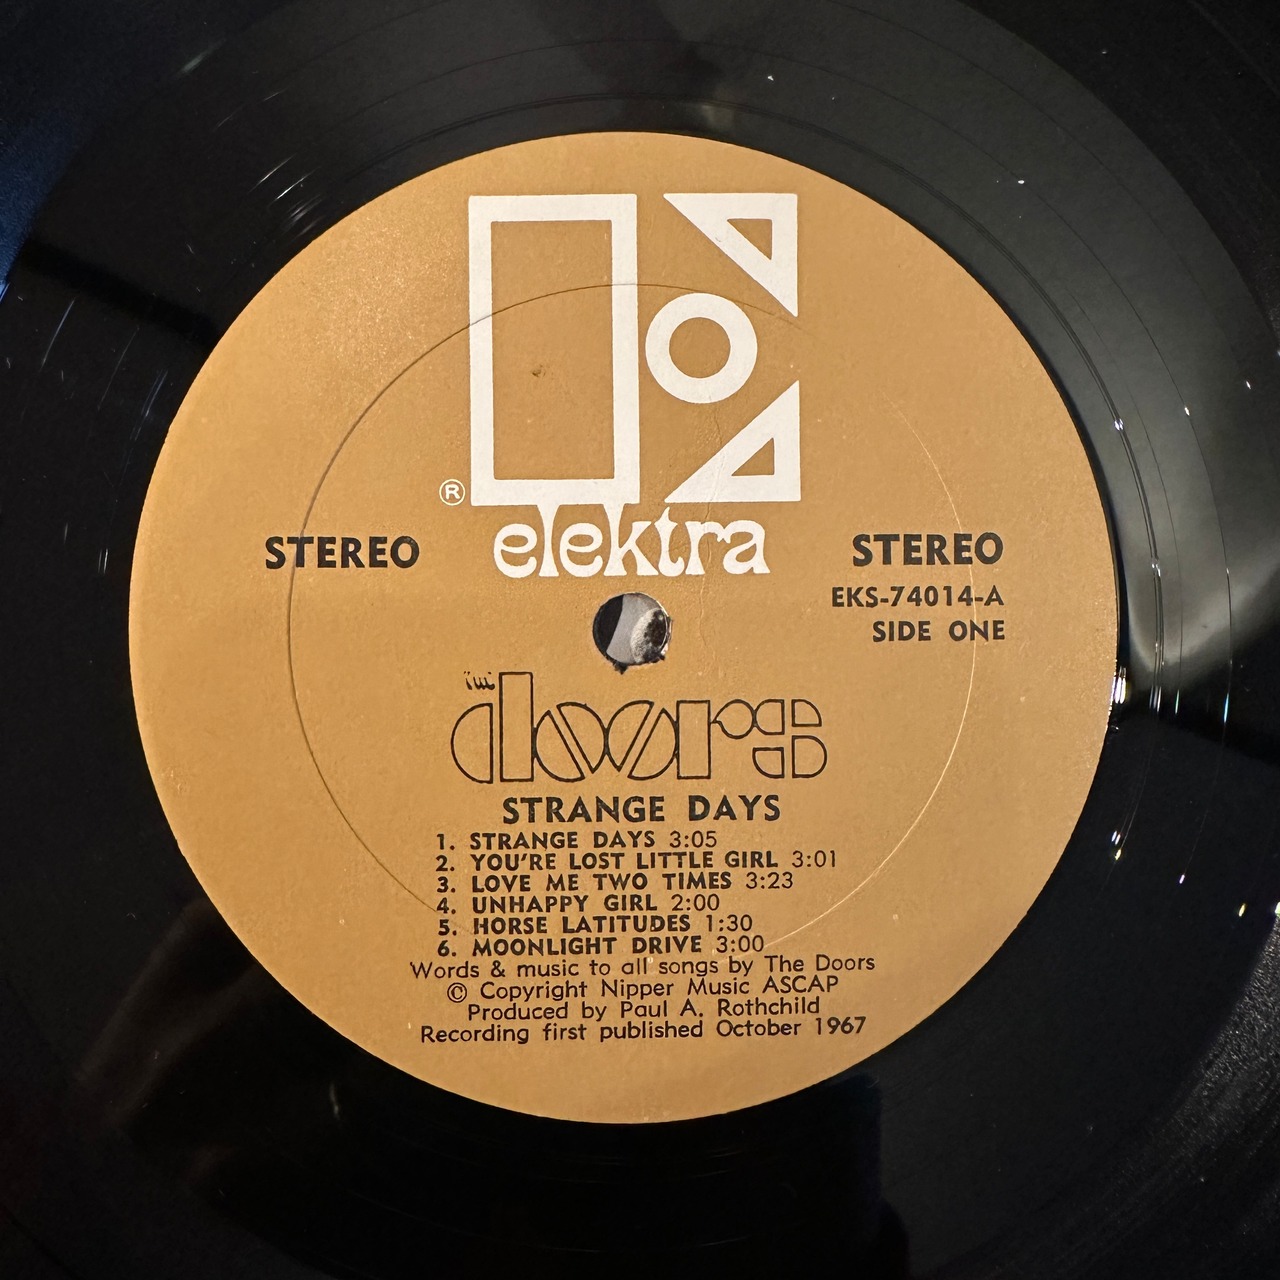 ®
elektra
STEREO
STEREO
EKS-74014-A
SIDE ONE
THE
doors
STRANGE DAYS
1. STRANGE DAYS 3:05
2. YOU'RE LOST LITTLE GIRL 3:01
3. LOVE ME TWO TIMES 3:23
4. UNHAPPY GIRL 2:00
5. HORSE LATITUDES 1:30
6. MOONLIGHT DRIVE 3:00
Words & music to all songs by The Doors
© Copyright Nipper Music ASCAP
Produced by Paul A. Rothchild
Recording first published October 1967